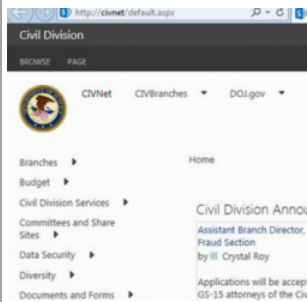 http://civnet/default.aspx
Civil Division
BROWSE PAGE
CIVNet CIVBranches DOJ.gov
Branches
Home
Budget
Civil Division Services
Civil Division Annou
Committees and Share
Sites
Assistant Branch Director,
Fraud Section
by Crystal Roy
Data Security
Diversity
Applications will be accep
GS-15 attorneys of the Civ
Documents and Forms